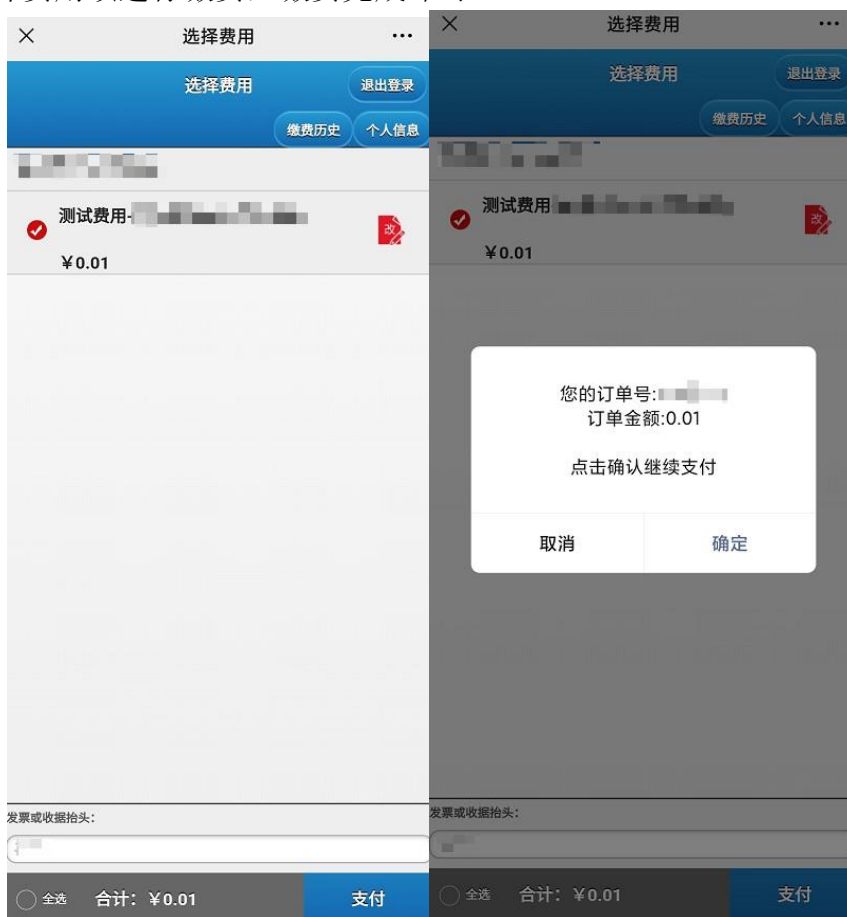 选择费用
选择费用
退出登录
缴费历史
个人信息
测试费用-
改
￥0.01
发票或收据抬头:
全选
合计: ￥0.01
支付
选择费用
选择费用
退出登录
缴费历史
个人信息
测试费用
改
￥0.01
您的订单号:
订单金额:0.01
点击确认继续支付
取消
确定
发票或收据抬头:
全选
合计: ￥0.01
支付